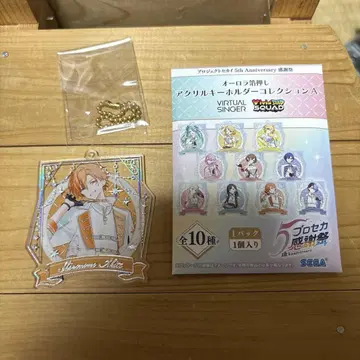 プロジェクトセカイ 5th Anniversary 感謝祭
オーロラ箔押し
アクリルキーホルダーコレクションA
VIRTUAL SINGER
Vivid BAD SQUAD
全10種
1パック
1個入り
プロセカ
感謝祭
5th Anniversary
SEGA
Shinonome Akito